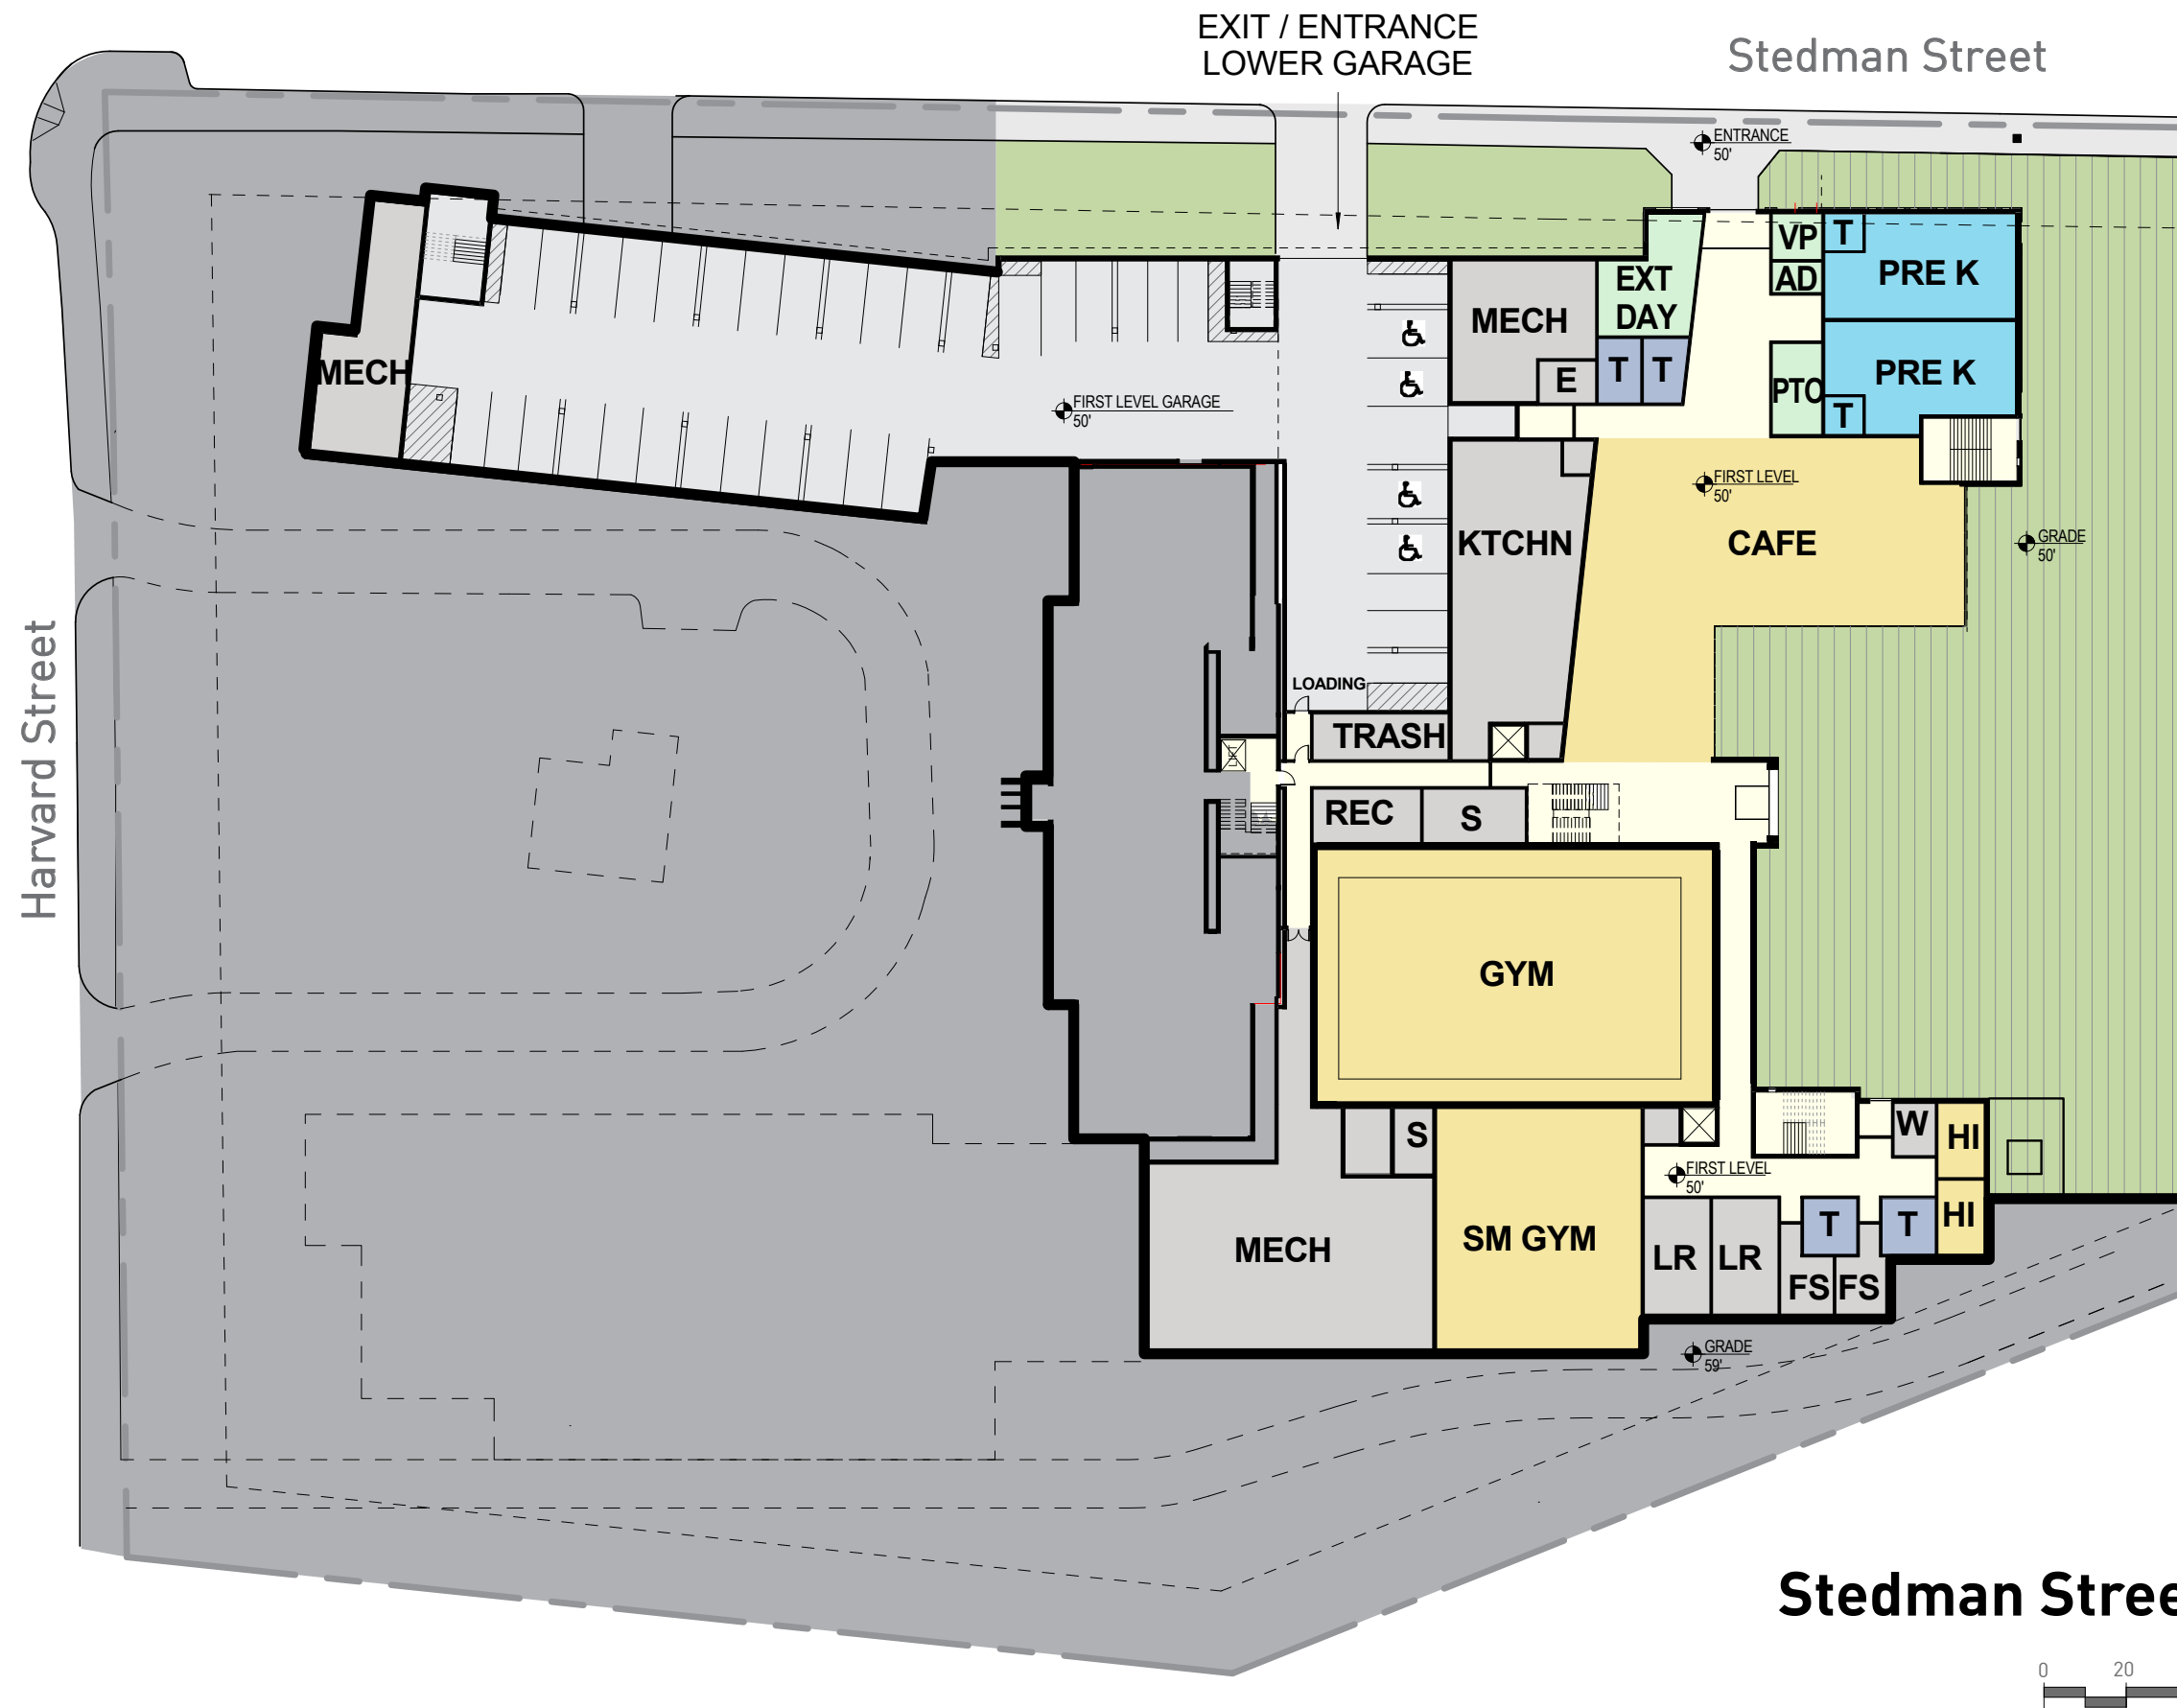 EXIT / ENTRANCE
LOWER GARAGE
Stedman Street
ENTRANCE
50'
VP
T
PRE K
EXT
DAY
AD
MECH
MECH
E
T
T
PTO
PRE K
T
FIRST LEVEL GARAGE
50'
FIRST LEVEL
50'
KTCHN
CAFE
GRADE
50'
Harvard Street
LOADING
TRASH
LIFT
REC
S
GYM
S
W
HI
FIRST LEVEL
50'
HI
T
T
MECH
SM GYM
LR
LR
FS
FS
GRADE
59'
Stedman Stree
0
20